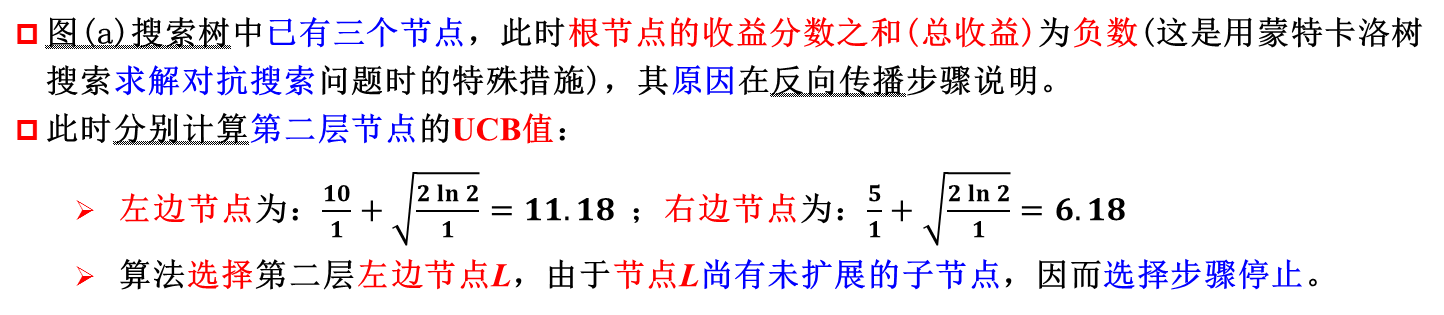 图(a)搜索树中已有三个节点，此时根节点的收益分数之和(总收益)为负数(这是用蒙特卡洛树
搜索求解对抗搜索问题时的特殊措施)，其原因在反向传播步骤说明。
此时分别计算第二层节点的UCB值：
➢ 左边节点为：10/1 + √(2 ln 2/1) = 11.18 ；右边节点为：5/1 + √(2 ln 2/1) = 6.18
➢ 算法选择第二层左边节点L，由于节点L尚有未扩展的子节点，因而选择步骤停止。